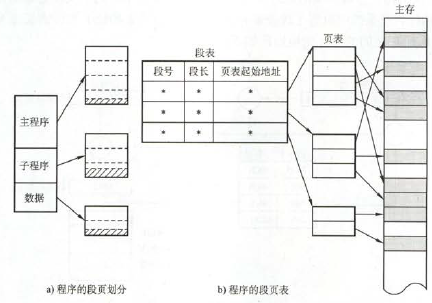 主存
段表
页表
段号 段长 页表起始地址
* * *
* * *
* * *
主程序
子程序
数据
a) 程序的段页划分
b) 程序的段页表